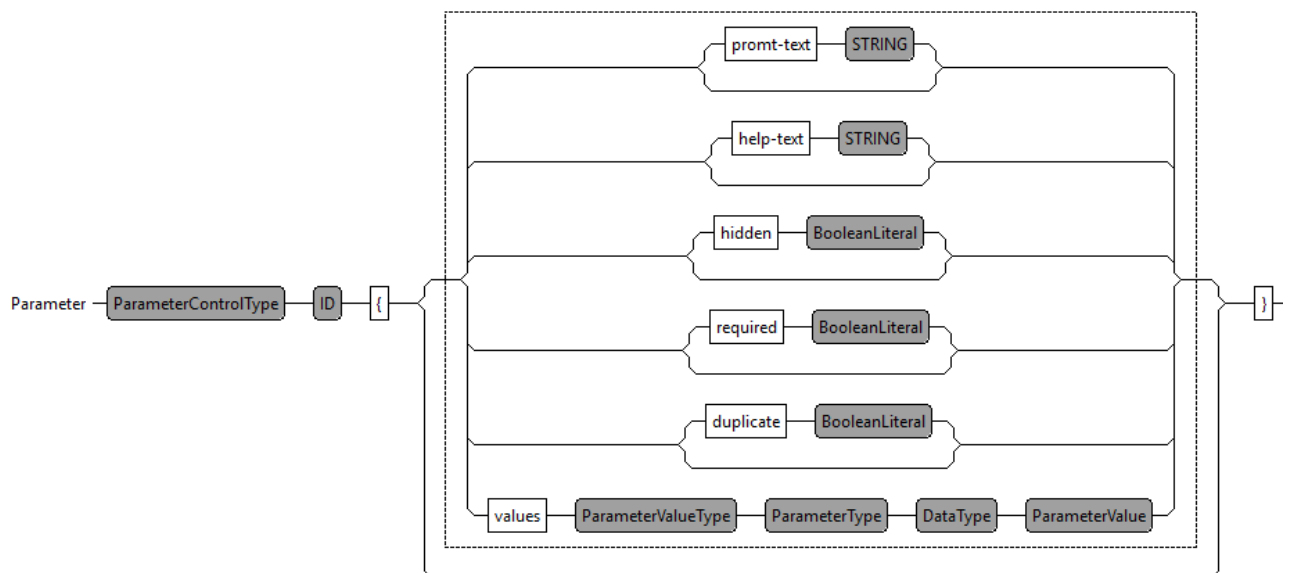 promt-text STRING
help-text STRING
hidden BooleanLiteral
Parameter ParameterControlType ID { }
required BooleanLiteral
duplicate BooleanLiteral
values ParameterValueType ParameterType DataType ParameterValue